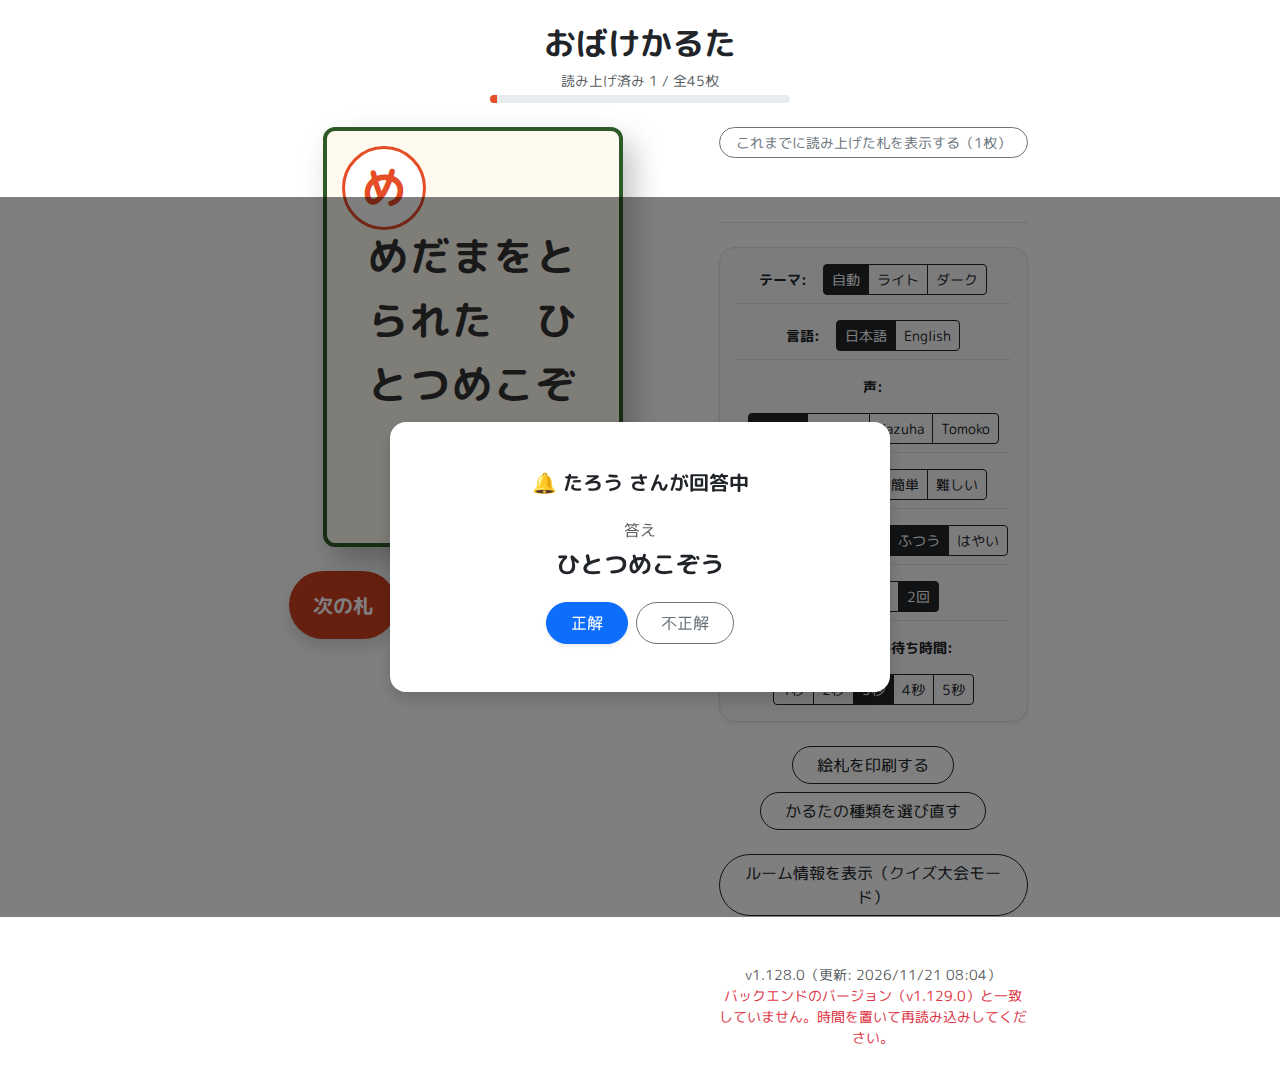 おばけかるた
読み上げ済み 1 / 全45枚
め
めだまをと
られた　ひ
とつめこぞ
次の札
これまでに読み上げた札を表示する（1枚）
テーマ: 自動 ライト ダーク
言語: 日本語 English
声:
azuha Tomoko
簡単 難しい
ふつう はやい
2回
待ち時間:
4秒 5秒
🔔 たろう さんが回答中
答え
ひとつめこぞう
正解 不正解
絵札を印刷する
かるたの種類を選び直す
ルーム情報を表示（クイズ大会モー
ド）
v1.128.0（更新: 2026/11/21 08:04）
バックエンドのバージョン（v1.129.0）と一致
していません。時間を置いて再読み込みしてくだ
さい。